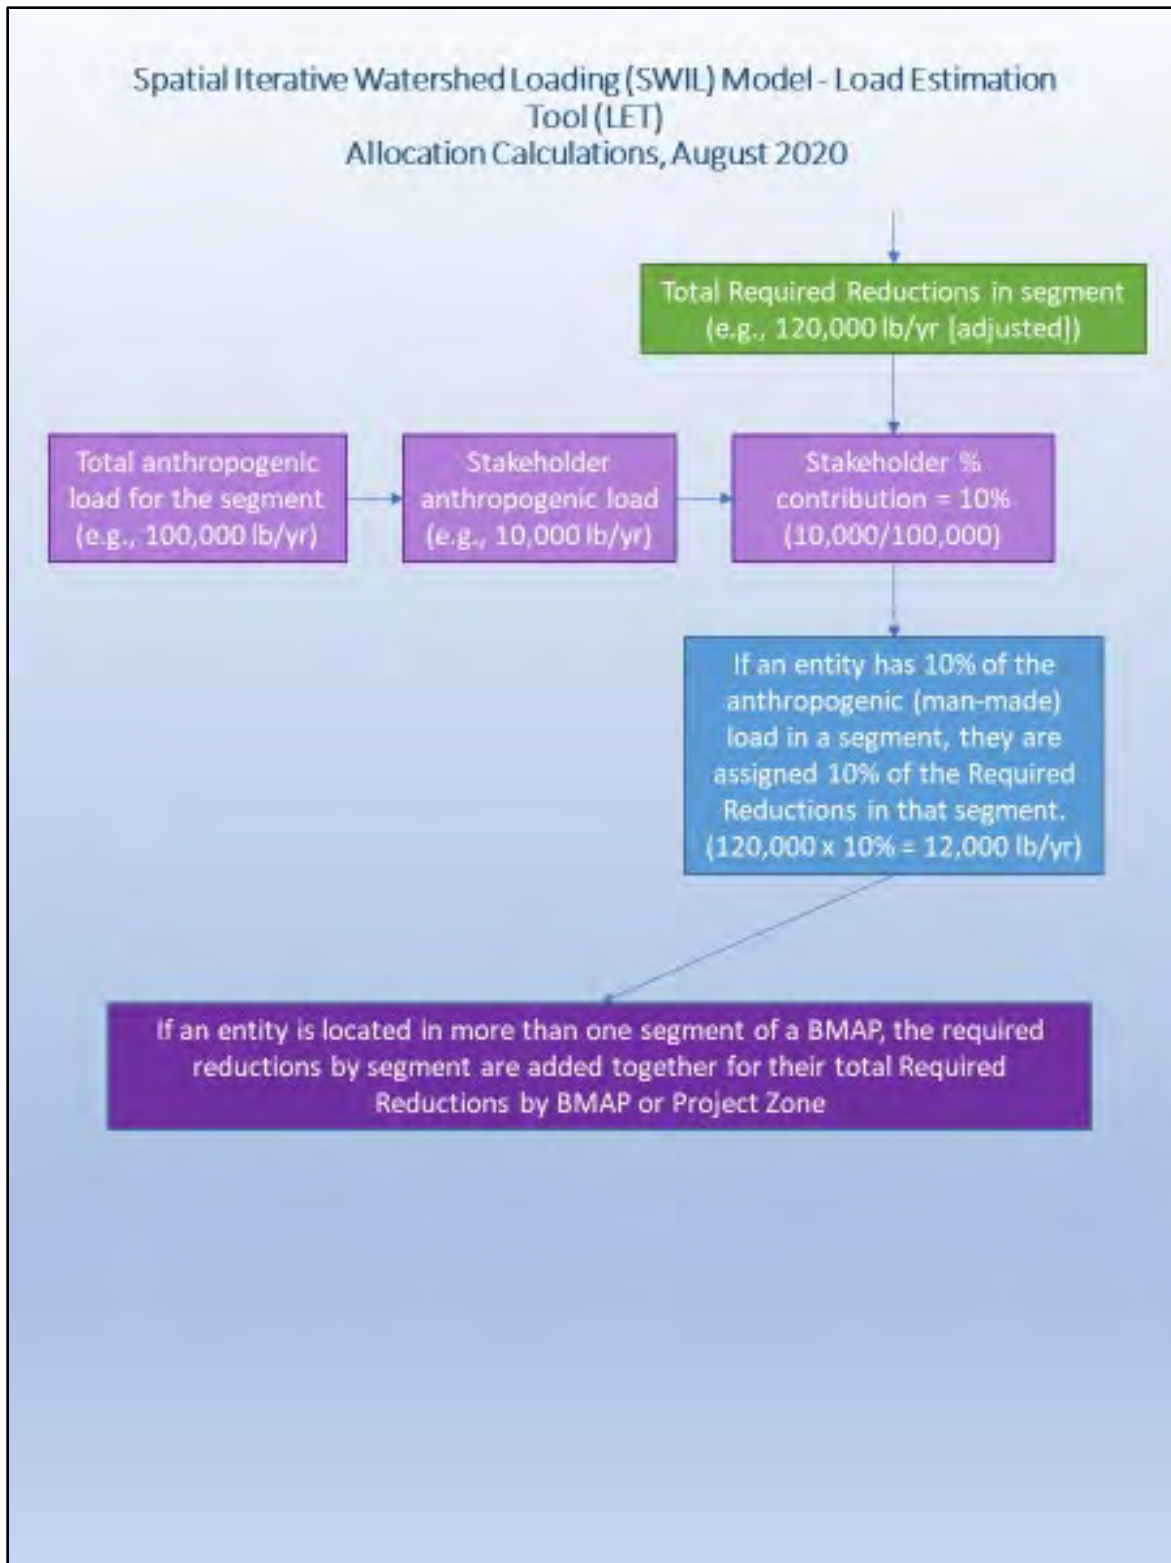 Spatial Iterative Watershed Loading (SWIL) Model - Load Estimation
Tool (LET)
Allocation Calculations, August 2020
Total Required Reductions in segment
(e.g., 120,000 lb/yr [adjusted])
Total anthropogenic
load for the segment
(e.g., 100,000 lb/yr)
Stakeholder
anthropogenic load
(e.g., 10,000 lb/yr)
Stakeholder %
contribution = 10%
(10,000/100,000)
If an entity has 10% of the
anthropogenic (man-made)
load in a segment, they are
assigned 10% of the Required
Reductions in that segment.
(120,000 x 10% = 12,000 lb/yr)
If an entity is located in more than one segment of a BMAP, the required
reductions by segment are added together for their total Required
Reductions by BMAP or Project Zone